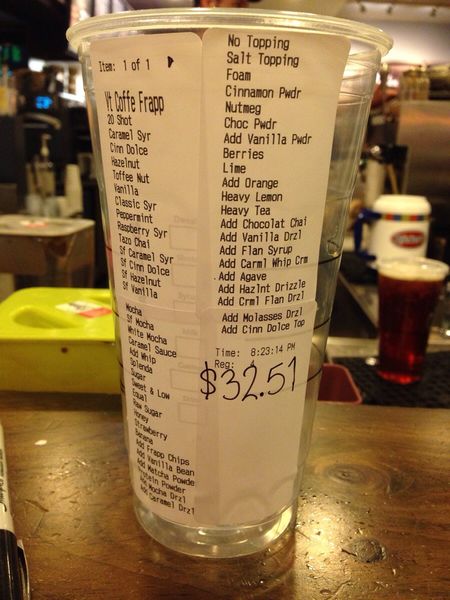 Item: 1 of 1
Vt Coffe Frapp
20 Shot
Caramel Syr
Cinn Dolce
Hazelnut
Toffee Nut
Vanilla
Classic Syr
Peppermint
Raspberry Syr
Tazo Chai
Sf Caramel Syr
Sf Cinn Dolce
Sf Hazelnut
Sf Vanilla
Mocha
Sf Mocha
White Mocha
Caramel Sauce
Add Whip
Splenda
Sugar
Sweet & Low
Equal
Raw Sugar
Honey
Strawberry
Banana
Add Frapp Chips
Add Vanilla Bean
Add Matcha Powde
Protein Powder
Add Mocha Drzl
Add Caramel Drzl
No Topping
Salt Topping
Foam
Cinnamon Pwdr
Nutmeg
Choc Pwdr
Add Vanilla Pwdr
Berries
Lime
Add Orange
Heavy Lemon
Heavy Tea
Add Chocolat Chai
Add Vanilla Drzl
Add Flan Syrup
Add Carml Whip Crm
Add Agave
Add Hazlnt Drizzle
Add Crml Flan Drzl
Add Molasses Drzl
Add Cinn Dolce Top
Time: 8:23:14 PM
Reg:
$32.51